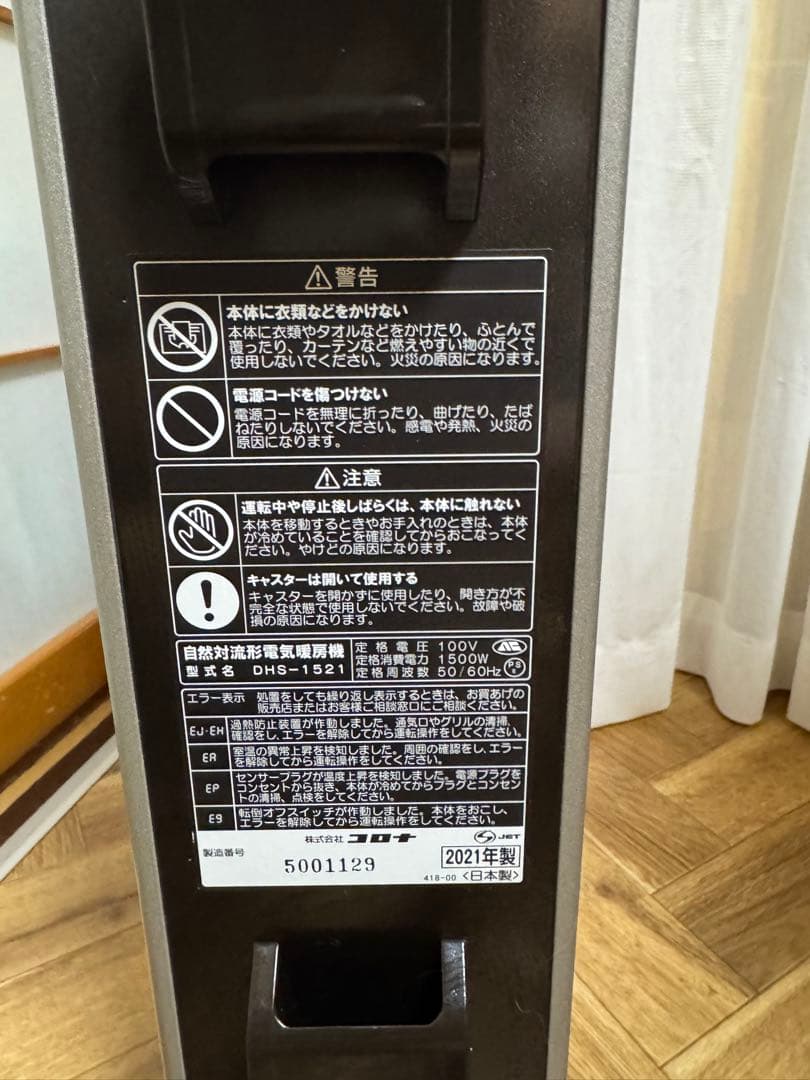 警告
本体に衣類などをかけない
本体に衣類やタオルなどをかけたり、ふとんで
覆ったり、カーテンなど燃えやすい物の近くで
使用しないでください。火災の原因になります。
電源コードを傷つけない
電源コードを無理に折ったり、曲げたり、たば
ねたりしないでください。感電や発熱、火災の
原因になります。
注意
運転中や停止後しばらくは、本体に触れない
本体を移動するときやお手入れのときは、本体
が冷めていることを確認してからおこなってく
ださい。やけどの原因になります。
キャスターは開いて使用する
キャスターを開かずに使用したり、開き方が不
完全な状態で使用しないでください。故障や破
損の原因になります。
自然対流形電気暖房機
型式名 DHS-1521
定格電圧 100V
定格消費電力 1500W
定格周波数 50/60Hz
PS
E
エラー表示 処置をしても繰り返し表示するときは、お買あげの
販売店またはお客様ご相談窓口にご相談ください。
EJ・EH 過熱防止装置が作動しました。通気口やグリルの清掃、
確認をし、エラーを解除してから運転操作をしてください。
EA 室温の異常上昇を検知しました。周囲の確認をし、エラー
を解除してから運転操作をしてください。
EP センサープラグが温度上昇を検知しました。電源プラグを
コンセントから抜き、本体が冷めてからプラグとコンセン
トの清掃、点検をしてください。
E9 転倒オフスイッチが作動しました。本体をおこし、
エラーを解除してから運転操作をしてください。
株式会社 コロナ
JET
製造番号
5001129
2021年製
418-00 <日本製>